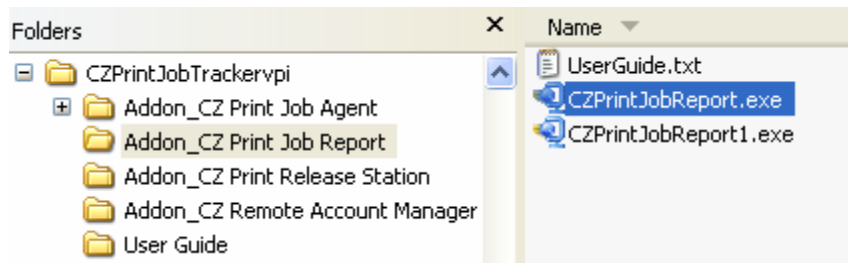 Folders
CZPrintJobTrackervpi
Addon_CZ Print Job Agent
Addon_CZ Print Job Report
Addon_CZ Print Release Station
Addon_CZ Remote Account Manager
User Guide
Name
UserGuide.txt
CZPrintJobReport.exe
CZPrintJobReport1.exe